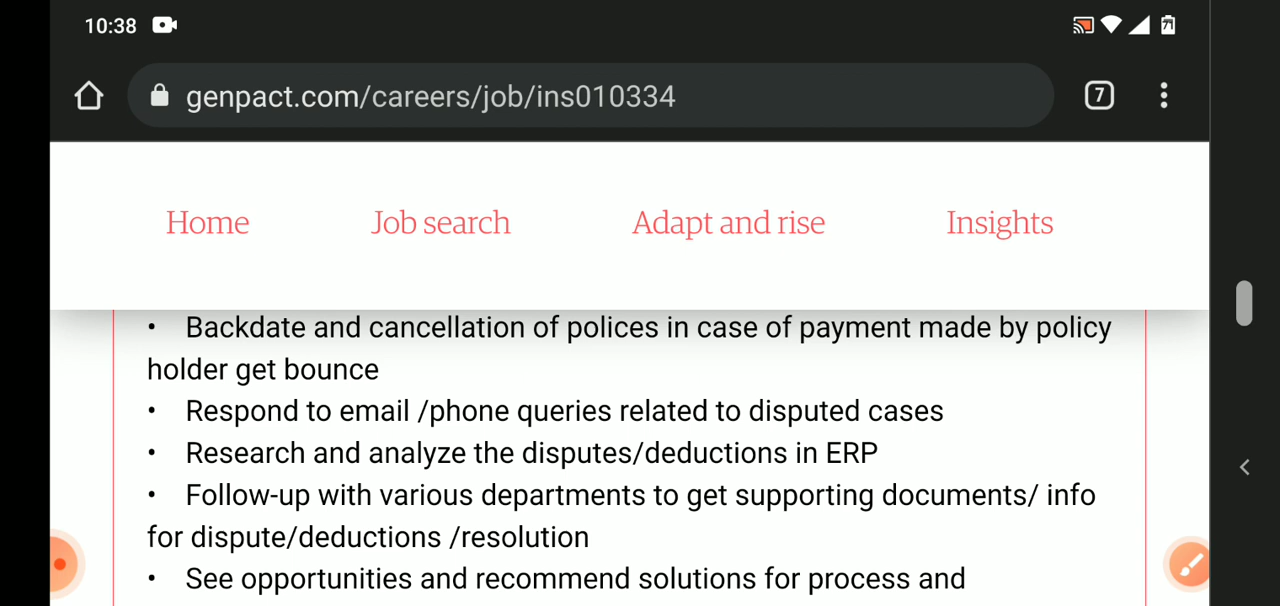 10:38
71
genpact.com/careers/job/ins010334
7
Home Job search Adapt and rise Insights
• Backdate and cancellation of polices in case of payment made by policy
holder get bounce
• Respond to email /phone queries related to disputed cases
• Research and analyze the disputes/deductions in ERP
• Follow-up with various departments to get supporting documents/ info
for dispute/deductions /resolution
• See opportunities and recommend solutions for process and